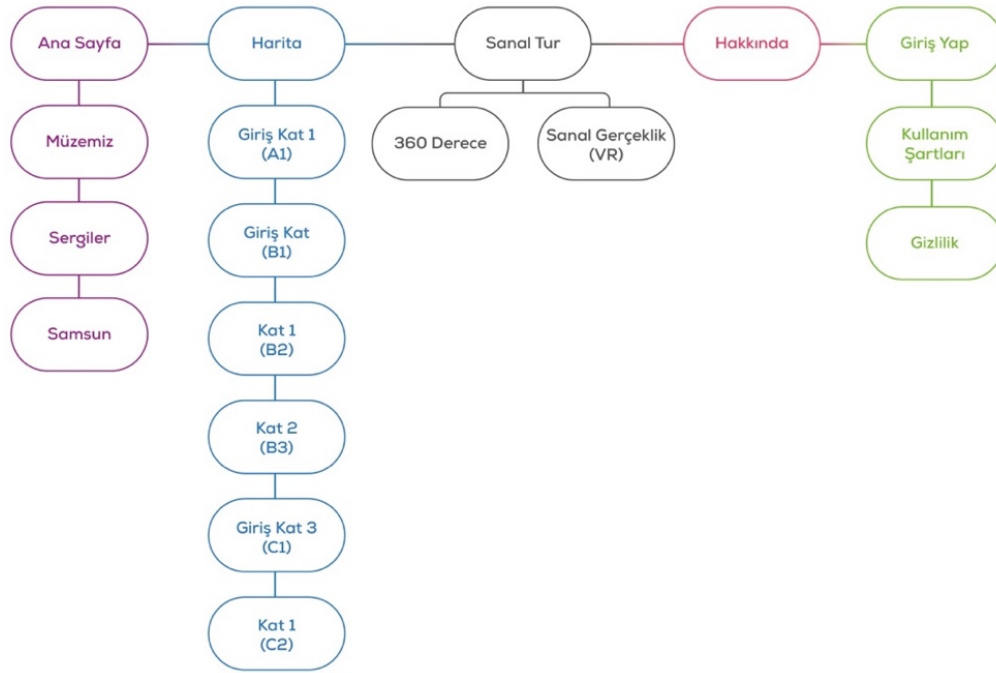 Ana Sayfa
Harita
Sanal Tur
Hakkında
Giriş Yap
Müzemiz
Giriş Kat 1
(A1)
360 Derece
Sanal Gerçeklik
(VR)
Kullanım
Şartları
Sergiler
Giriş Kat
(B1)
Gizlilik
Samsun
Kat 1
(B2)
Kat 2
(B3)
Giriş Kat 3
(C1)
Kat 1
(C2)